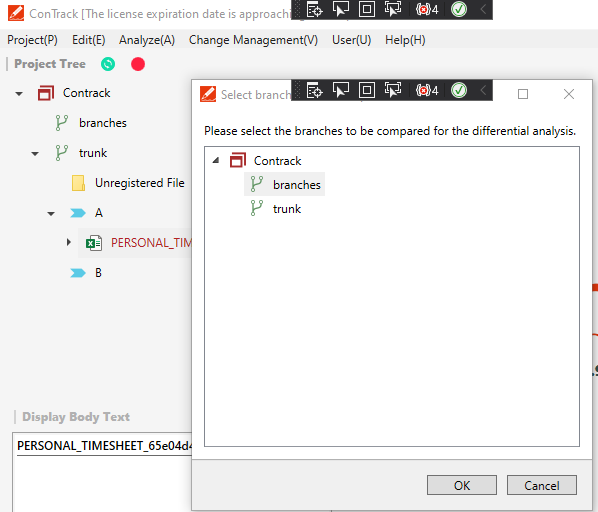 ConTrack [The license expiration date is approaching
4
Project(P) Edit(E) Analyze(A) Change Management(V) User(U) Help(H)
Project Tree
Contrack
branches
trunk
Unregistered File
A
PERSONAL_TIM
B
Display Body Text
PERSONAL_TIMESHEET_65e04d4
Select branc
4
Please select the branches to be compared for the differential analysis.
Contrack
branches
trunk
OK Cancel